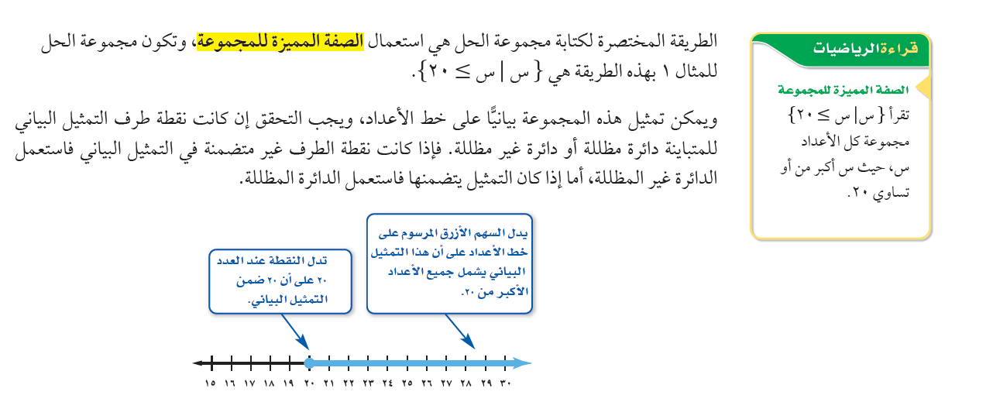 الطريقة المختصرة لكتابة مجموعة الحل هي استعمال الصفة المميزة للمجموعة، وتكون مجموعة الحل
للمثال ١ بهذه الطريقة هي { س | س ≥ ٢٠}.
ويمكن تمثيل هذه المجموعة بيانيًّا على خط الأعداد، ويجب التحقق إن كانت نقطة طرف التمثيل البياني
للمتباينة دائرة مظللة أو دائرة غير مظللة. فإذا كانت نقطة الطرف غير متضمنة في التمثيل البياني فاستعمل
الدائرة غير المظللة، أما إذا كان التمثيل يتضمنها فاستعمل الدائرة المظللة.
قراءة الرياضيات
الصفة المميزة للمجموعة
تقرأ { س | س ≥ ٢٠}
مجموعة كل الأعداد
س، حيث س أكبر من أو
تساوي ٢٠.
يدل السهم الأزرق المرسوم على
خط الأعداد على أن هذا التمثيل
البياني يشمل جميع الأعداد
الأكبر من ٢٠.
تدل النقطة عند العدد
٢٠ على أن ٢٠ ضمن
التمثيل البياني.
١٥ ١٦ ١٧ ١٨ ١٩ ٢٠ ٢١ ٢٢ ٢٣ ٢٤ ٢٥ ٢٦ ٢٧ ٢٨ ٢٩ ٣٠